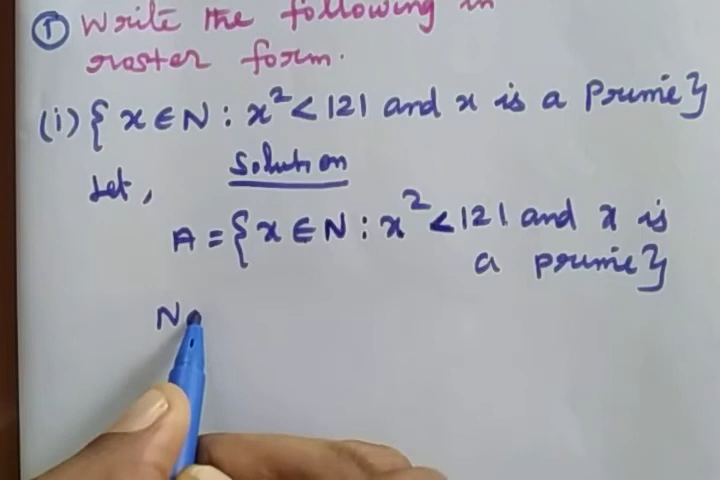 ① Write the following in
roster form.
(i) { x ∈ N : x² < 121 and x is a Prime}
Solution
Let,
A = { x ∈ N : x² < 121 and x is
a prime}
N